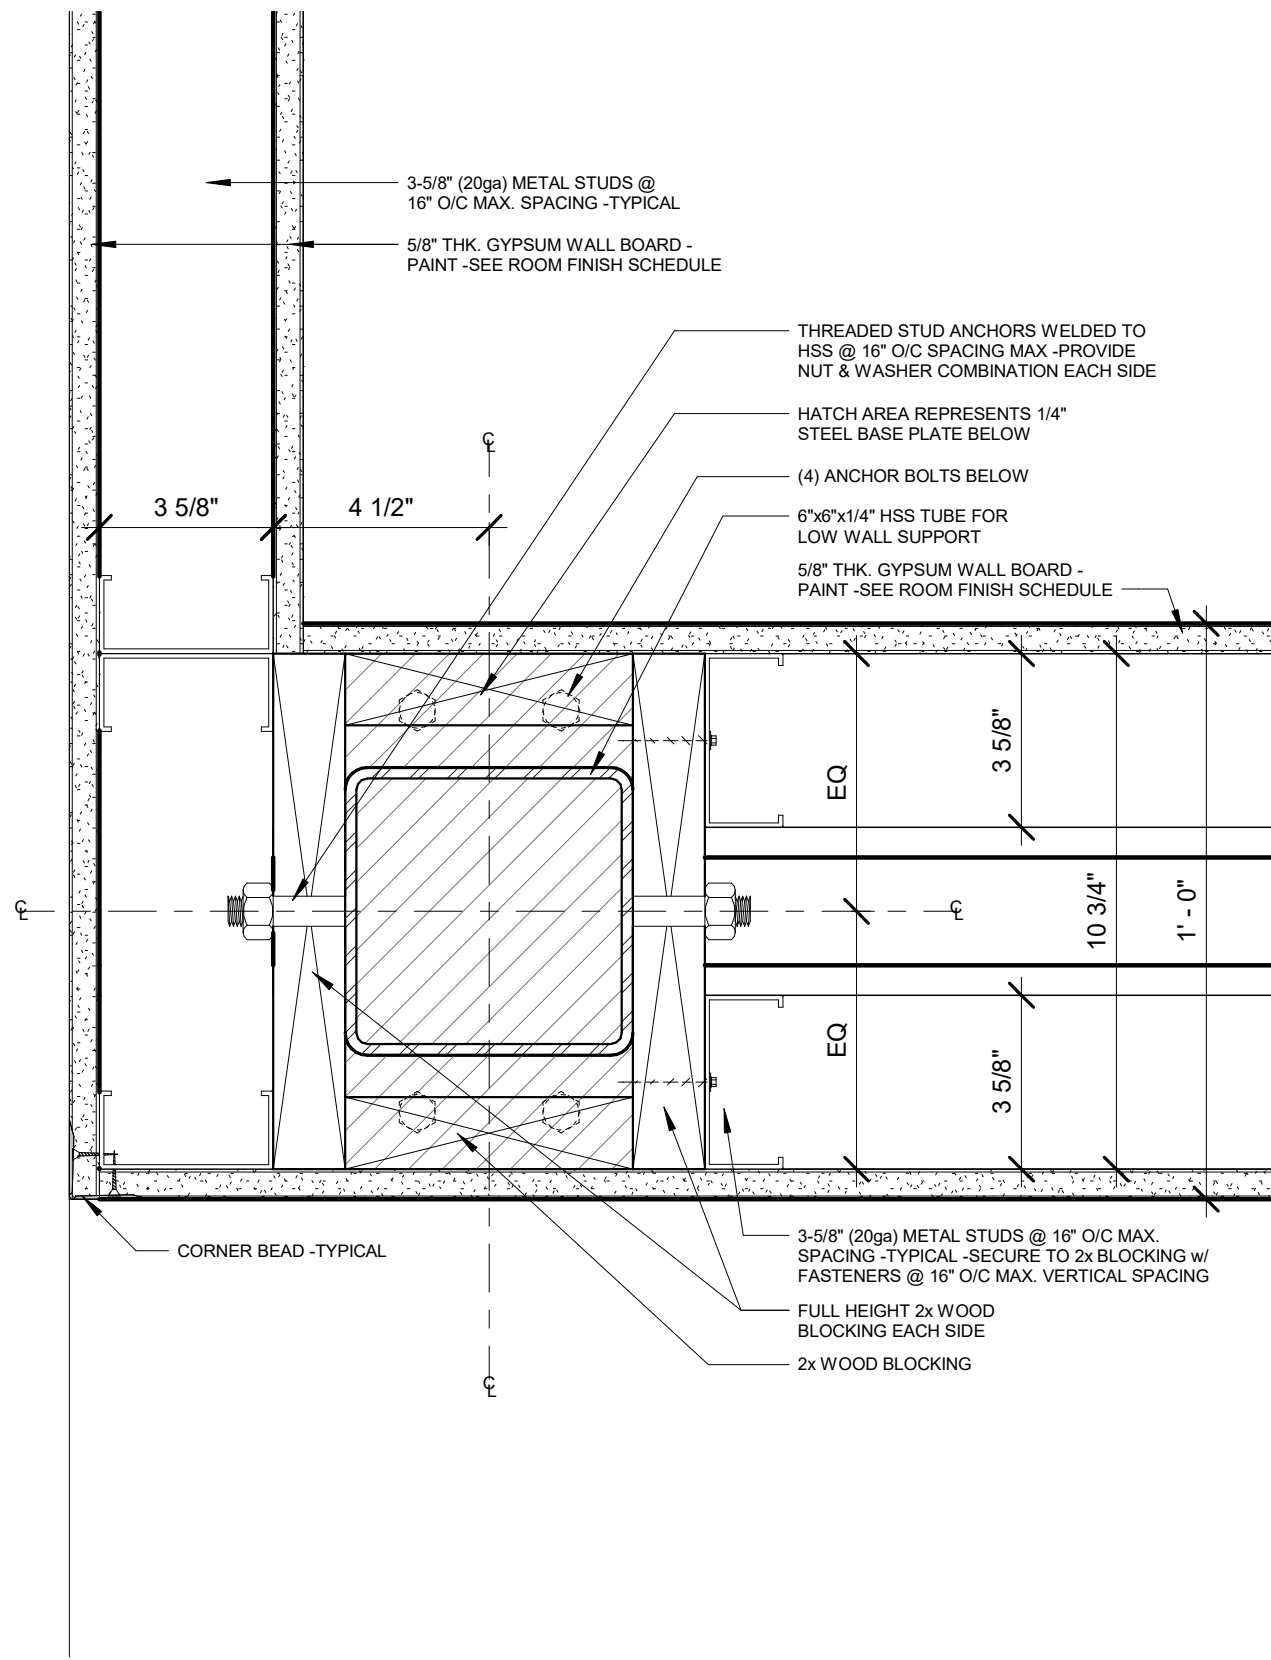 3-5/8" (20ga) METAL STUDS @
16" O/C MAX. SPACING -TYPICAL
5/8" THK. GYPSUM WALL BOARD -
PAINT -SEE ROOM FINISH SCHEDULE
THREADED STUD ANCHORS WELDED TO
HSS @ 16" O/C SPACING MAX -PROVIDE
NUT & WASHER COMBINATION EACH SIDE
HATCH AREA REPRESENTS 1/4"
STEEL BASE PLATE BELOW
℄
(4) ANCHOR BOLTS BELOW
3 5/8"
4 1/2"
6"x6"x1/4" HSS TUBE FOR
LOW WALL SUPPORT
5/8" THK. GYPSUM WALL BOARD -
PAINT -SEE ROOM FINISH SCHEDULE
EQ
3 5/8"
℄
℄
10 3/4"
1' - 0"
EQ
3 5/8"
CORNER BEAD -TYPICAL
3-5/8" (20ga) METAL STUDS @ 16" O/C MAX.
SPACING -TYPICAL -SECURE TO 2x BLOCKING w/
FASTENERS @ 16" O/C MAX. VERTICAL SPACING
FULL HEIGHT 2x WOOD
BLOCKING EACH SIDE
2x WOOD BLOCKING
℄